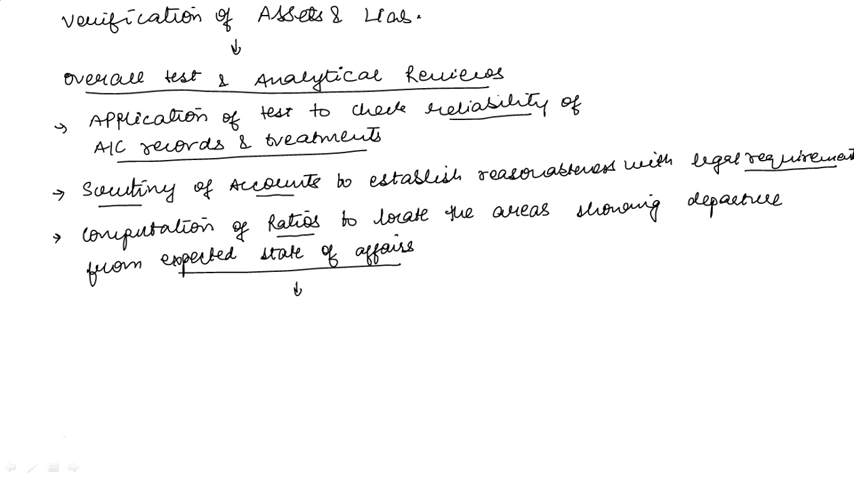 Verification of Assets & Liab.
↓
Overall test & Analytical Reviews
→ Application of test to check reliability of
A/C records & treatments
→ Scrutiny of Accounts to establish reasonableness with legal requirement
→ Computation of Ratios to locate the areas showing departure
from expected state of affairs
↓